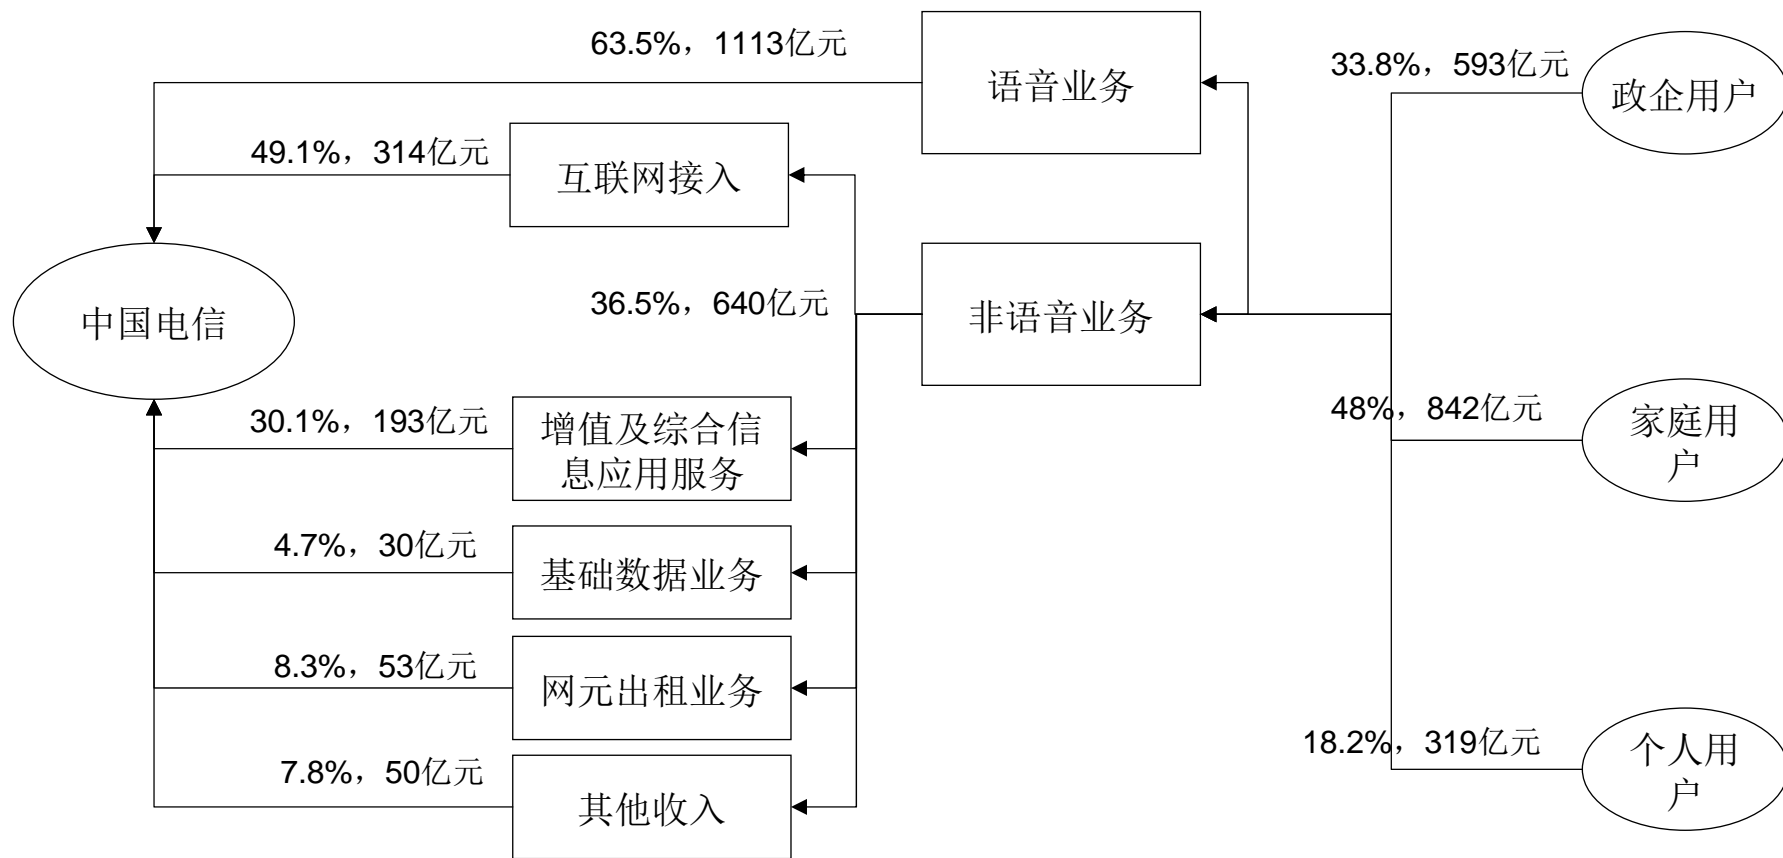 63.5%，1113亿元
语音业务
33.8%，593亿元
政企用户
49.1%，314亿元
互联网接入
中国电信
36.5%，640亿元
非语音业务
30.1%，193亿元
增值及综合信
息应用服务
48%，842亿元
家庭用
户
4.7%，30亿元
基础数据业务
8.3%，53亿元
网元出租业务
18.2%，319亿元
个人用
户
7.8%，50亿元
其他收入